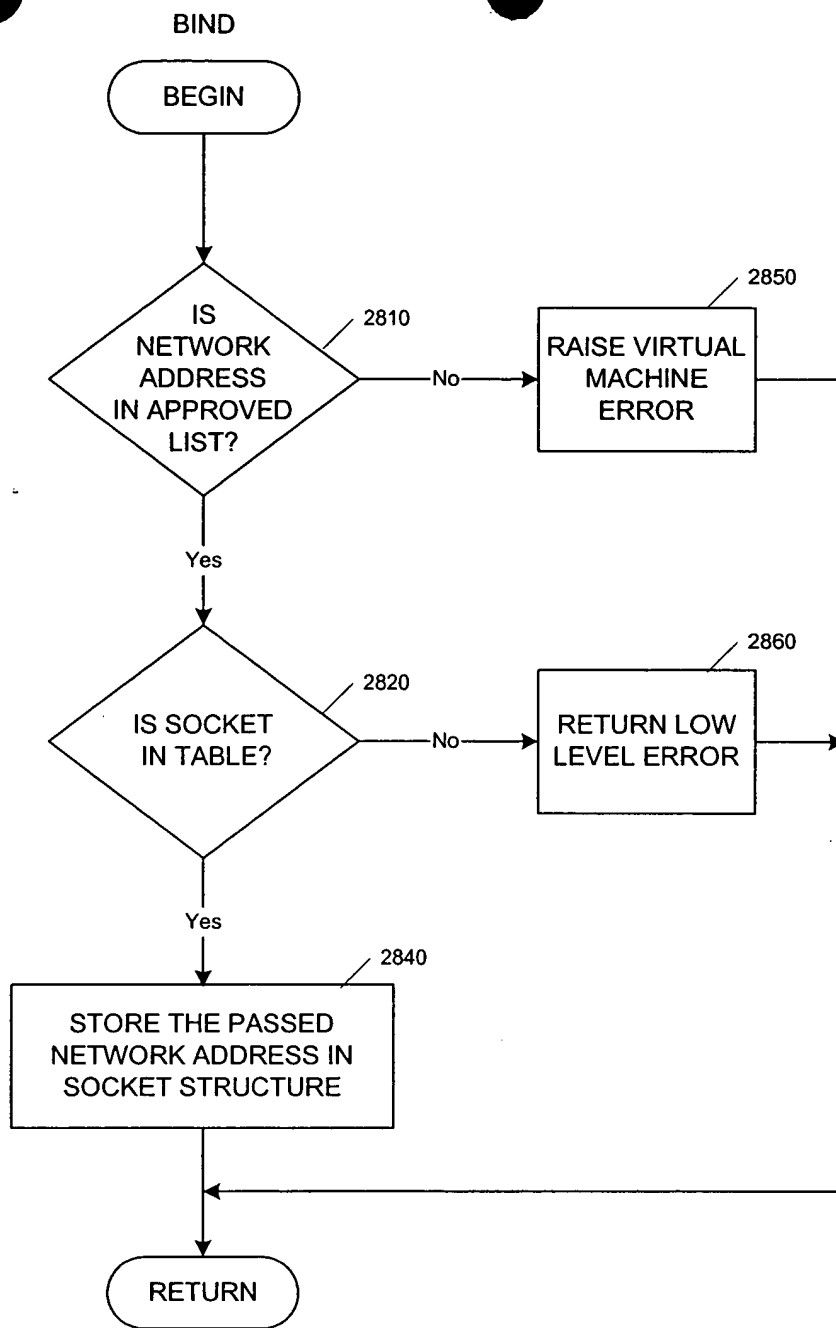 BIND
BEGIN
IS
NETWORK
ADDRESS
IN APPROVED
LIST?
2810
No
RAISE VIRTUAL
MACHINE
ERROR
2850
Yes
IS SOCKET
IN TABLE?
2820
No
RETURN LOW
LEVEL ERROR
2860
Yes
2840
STORE THE PASSED
NETWORK ADDRESS IN
SOCKET STRUCTURE
RETURN